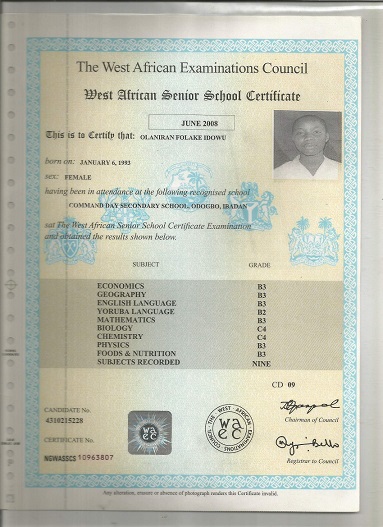 The West African Examinations Council
West African Senior School Certificate
JUNE 2008
This is to Certify that: OLANIRAN FOLAKE IDOWU
born on: JANUARY 6, 1993
sex: FEMALE
having been in attendance at the following recognised school
COMMAND DAY SECONDARY SCHOOL, ODOGBO, IBADAN
sat The West African Senior School Certificate Examination
and obtained the results shown below.
SUBJECT GRADE
ECONOMICS B3
GEOGRAPHY B3
ENGLISH LANGUAGE B3
YORUBA LANGUAGE B2
MATHEMATICS B3
BIOLOGY C4
CHEMISTRY C4
PHYSICS B3
FOODS & NUTRITION B3
SUBJECTS RECORDED NINE
CD 09
CANDIDATE No.
4310215228
Chairman of Council
CERTIFICATE No.
NGWASSCS 10963807
waec
THE WEST AFRICAN EXAMINATIONS COUNCIL
waec
Registrar to Council
Any alteration, erasure or absence of photograph renders this Certificate invalid.